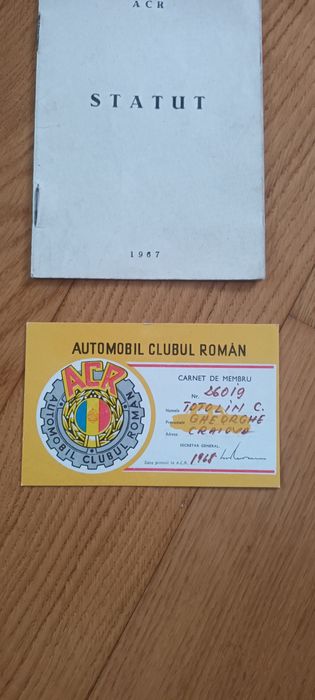 ACR
STATUT
1967
AUTOMOBIL CLUBUL ROMÂN
ACR
AUTOMOBIL CLUBUL ROMÂN
CARNET DE MEMBRU
Nr. 26019
Numele TOTOLIN C.
Prenumele GHEORGHE
Adresa CRAIOVA
SECRETAR GENERAL,
Data primirii la A.C.R. 1968